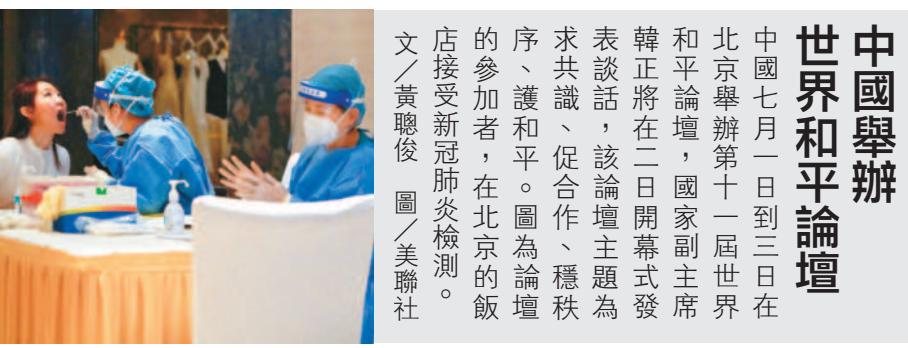 中國舉辦
世界和平論壇
中國七月一日到三日在
北京舉辦第十一屆世界
和平論壇，國家副主席
韓正將在二日開幕式發
表談話，該論壇主題為
求共識、促合作、穩秩
序、護和平。圖為論壇
的參加者，在北京的飯
店接受新冠肺炎檢測。
文／黃聰俊　圖／美聯社